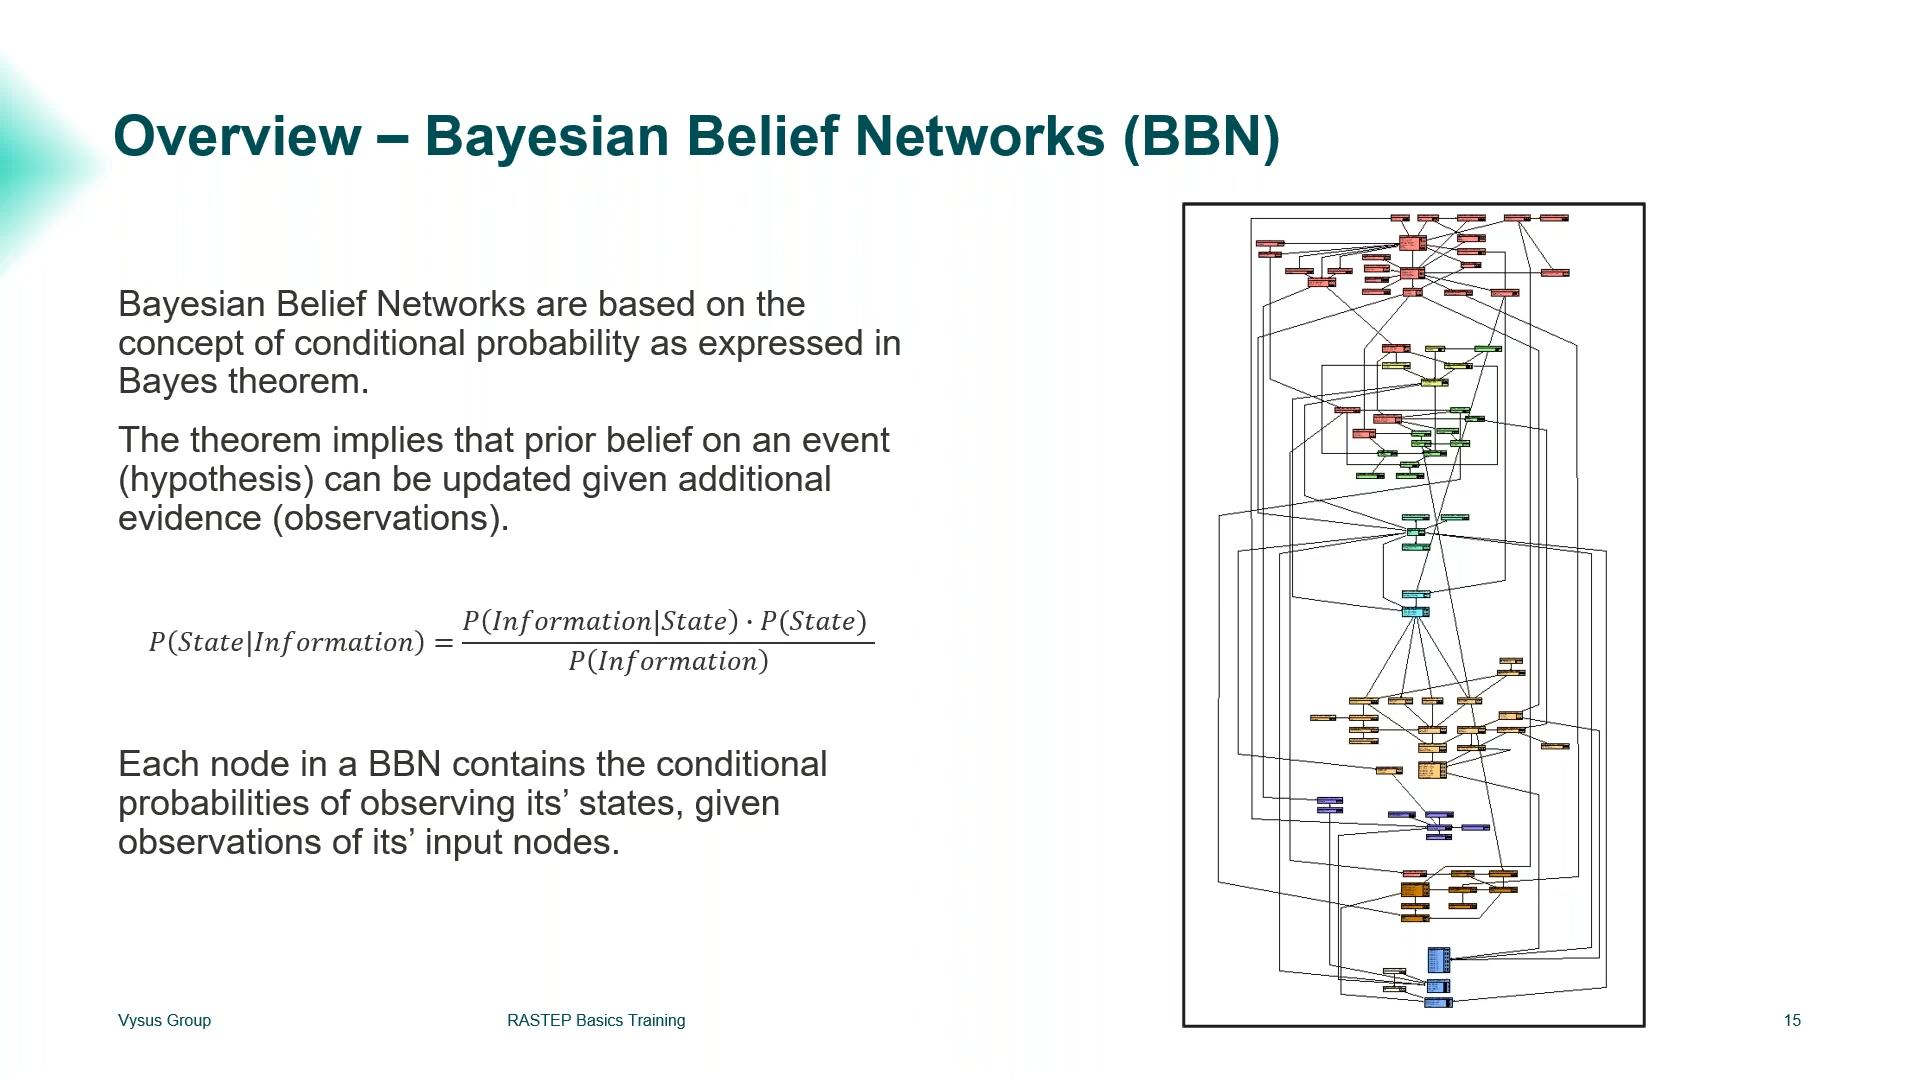 Overview – Bayesian Belief Networks (BBN)
Bayesian Belief Networks are based on the
concept of conditional probability as expressed in
Bayes theorem.
The theorem implies that prior belief on an event
(hypothesis) can be updated given additional
evidence (observations).
P(State|Information) = P(Information|State) · P(State) / P(Information)
Each node in a BBN contains the conditional
probabilities of observing its’ states, given
observations of its’ input nodes.
Vysus Group
RASTEP Basics Training
15